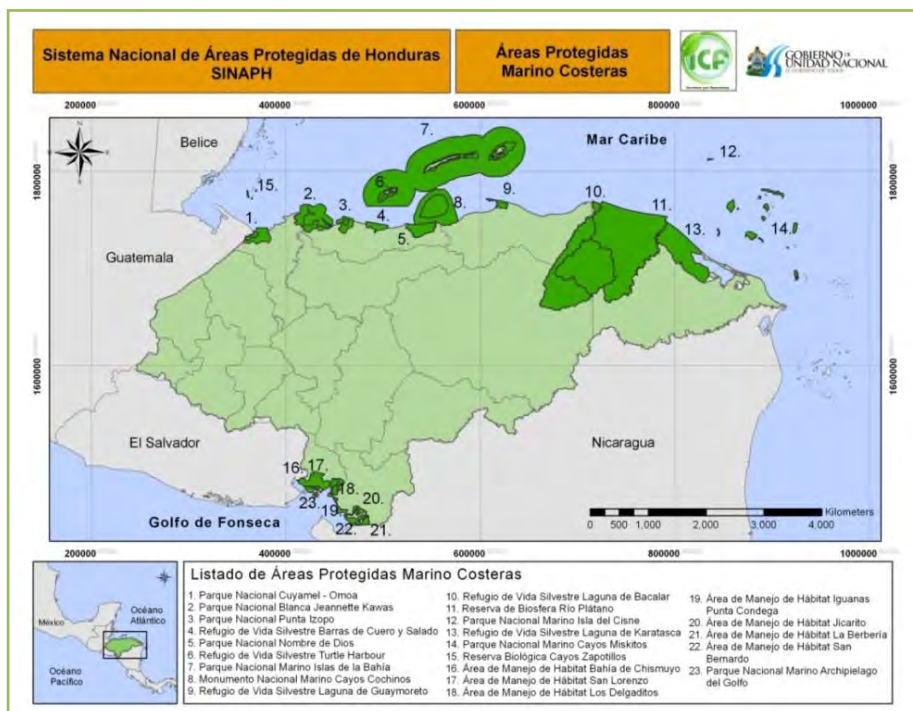 Sistema Nacional de Áreas Protegidas de Honduras
SINAPH
Áreas Protegidas
Marino Costeras
ICF
GOBIERNO DE
UNIDAD NACIONAL
200000
400000
600000
800000
1000000
N
Belice
7.
Mar Caribe
12.
1800000
1800000
15.
6.
2.
3.
9.
10.
1.
4.
8.
11.
5.
13.
14.
Guatemala
1600000
1600000
El Salvador
Nicaragua
16.
17.
18.
23.
20.
19.
Golfo de Fonseca
22.
21.
Kilometers
0 500 1,000 2,000 3,000 4,000
200000
400000
600000
800000
1000000
México
Océano
Atlántico
Océano
Pacífico
Listado de Áreas Protegidas Marino Costeras
1. Parque Nacional Cuyamel - Omoa
2. Parque Nacional Blanca Jeannette Kawas
3. Parque Nacional Punta Izopo
4. Refugio de Vida Silvestre Barras de Cuero y Salado
5. Parque Nacional Nombre de Dios
6. Refugio de Vida Silvestre Turtle Harbour
7. Parque Nacional Marino Islas de la Bahía
8. Monumento Nacional Marino Cayos Cochinos
9. Refugio de Vida Silvestre Laguna de Guaymoreto
10. Refugio de Vida Silvestre Laguna de Bacalar
11. Reserva de Biosfera Río Plátano
12. Parque Nacional Marino Isla del Cisne
13. Refugio de Vida Silvestre Laguna de Karatasca
14. Parque Nacional Marino Cayos Miskitos
15. Reserva Biológica Cayos Zapotillos
16. Área de Manejo de Habitat Bahía de Chismuyo
17. Área de Manejo de Hábitat San Lorenzo
18. Área de Manejo de Hábitat Los Delgaditos
19. Área de Manejo de Hábitat Iguanas
Punta Condega
20. Área de Manejo de Hábitat Jicarito
21. Área de Manejo de Hábitat La Berbería
22. Área de Manejo de Hábitat San
Bernardo
23. Parque Nacional Marino Archipielago
del Golfo